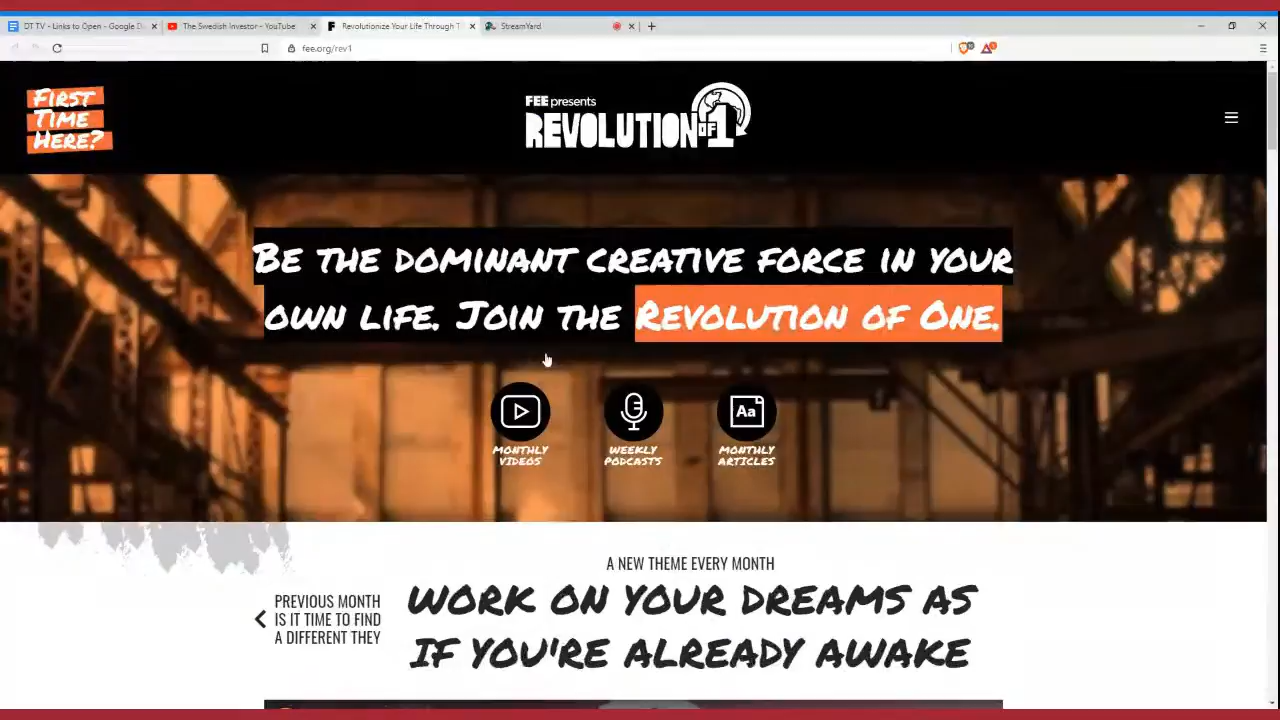 DT TV - Links to Open - Google D
The Swedish Investor - YouTube
Revolutionize Your Life Through T
StreamYard
fee.org/rev1
FIRST
TIME
HERE?
FEE presents
REVOLUTION OF 1
BE THE DOMINANT CREATIVE FORCE IN YOUR
OWN LIFE. JOIN THE REVOLUTION OF ONE.
Aa
MONTHLY
VIDEOS
WEEKLY
PODCASTS
MONTHLY
ARTICLES
A NEW THEME EVERY MONTH
PREVIOUS MONTH
IS IT TIME TO FIND
A DIFFERENT THEY
WORK ON YOUR DREAMS AS
IF YOU'RE ALREADY AWAKE